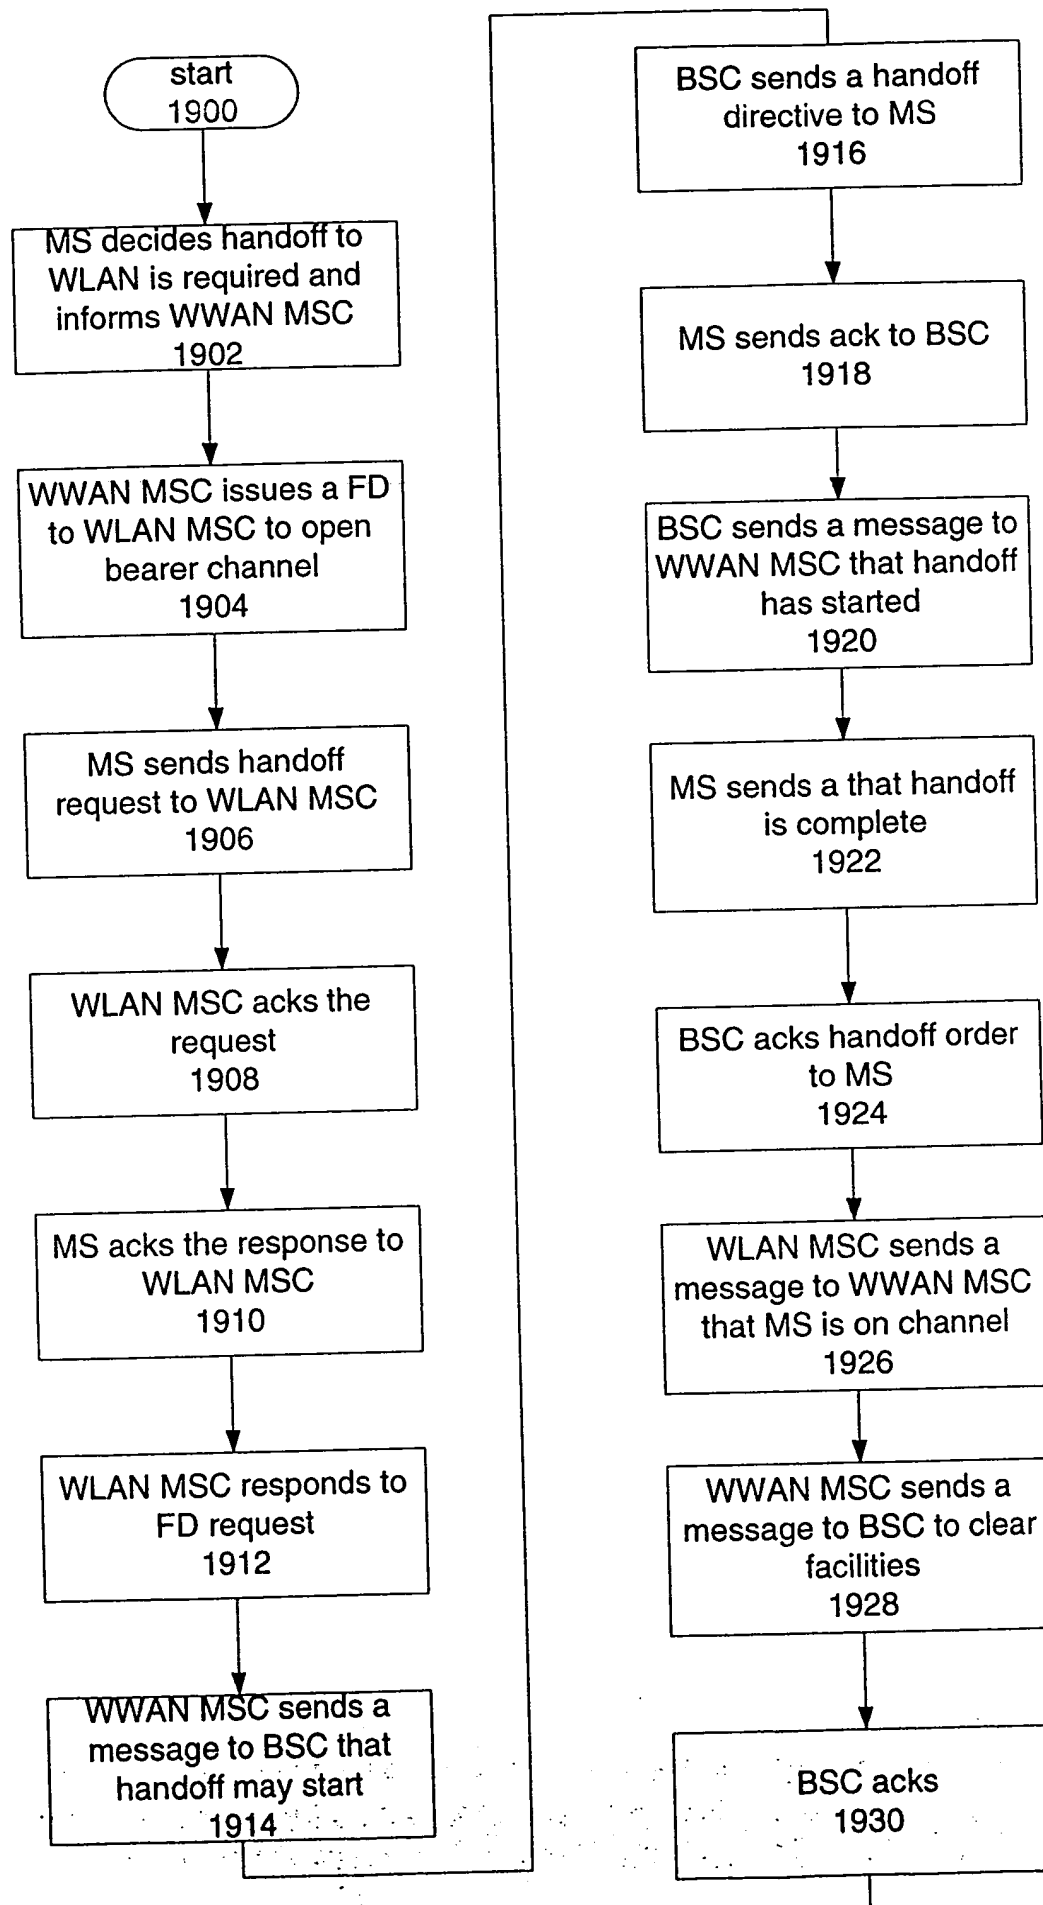 start
1900
MS decides handoff to
WLAN is required and
informs WWAN MSC
1902
WWAN MSC issues a FD
to WLAN MSC to open
bearer channel
1904
MS sends handoff
request to WLAN MSC
1906
WLAN MSC acks the
request
1908
MS acks the response to
WLAN MSC
1910
WLAN MSC responds to
FD request
1912
WWAN MSC sends a
message to BSC that
handoff may start
1914
BSC sends a handoff
directive to MS
1916
MS sends ack to BSC
1918
BSC sends a message to
WWAN MSC that handoff
has started
1920
MS sends a that handoff
is complete
1922
BSC acks handoff order
to MS
1924
WLAN MSC sends a
message to WWAN MSC
that MS is on channel
1926
WWAN MSC sends a
message to BSC to clear
facilities
1928
BSC acks
1930